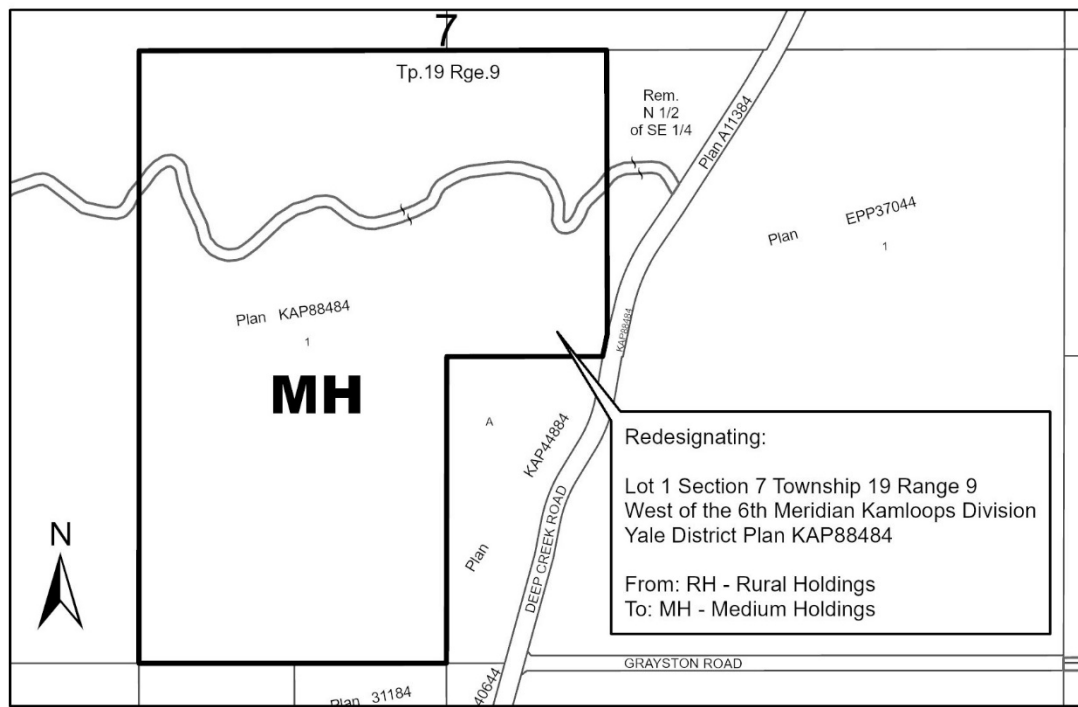 7
Tp.19 Rge.9
Rem.
N 1/2
of SE 1/4
Plan A11384
Plan EPP37044
1
Plan KAP88484
1
MH
KAP88484
A
Plan KAP44884
DEEP CREEK ROAD
Redesignating:
Lot 1 Section 7 Township 19 Range 9
West of the 6th Meridian Kamloops Division
Yale District Plan KAP88484
From: RH - Rural Holdings
To: MH - Medium Holdings
N
GRAYSTON ROAD
Plan 31184
40644